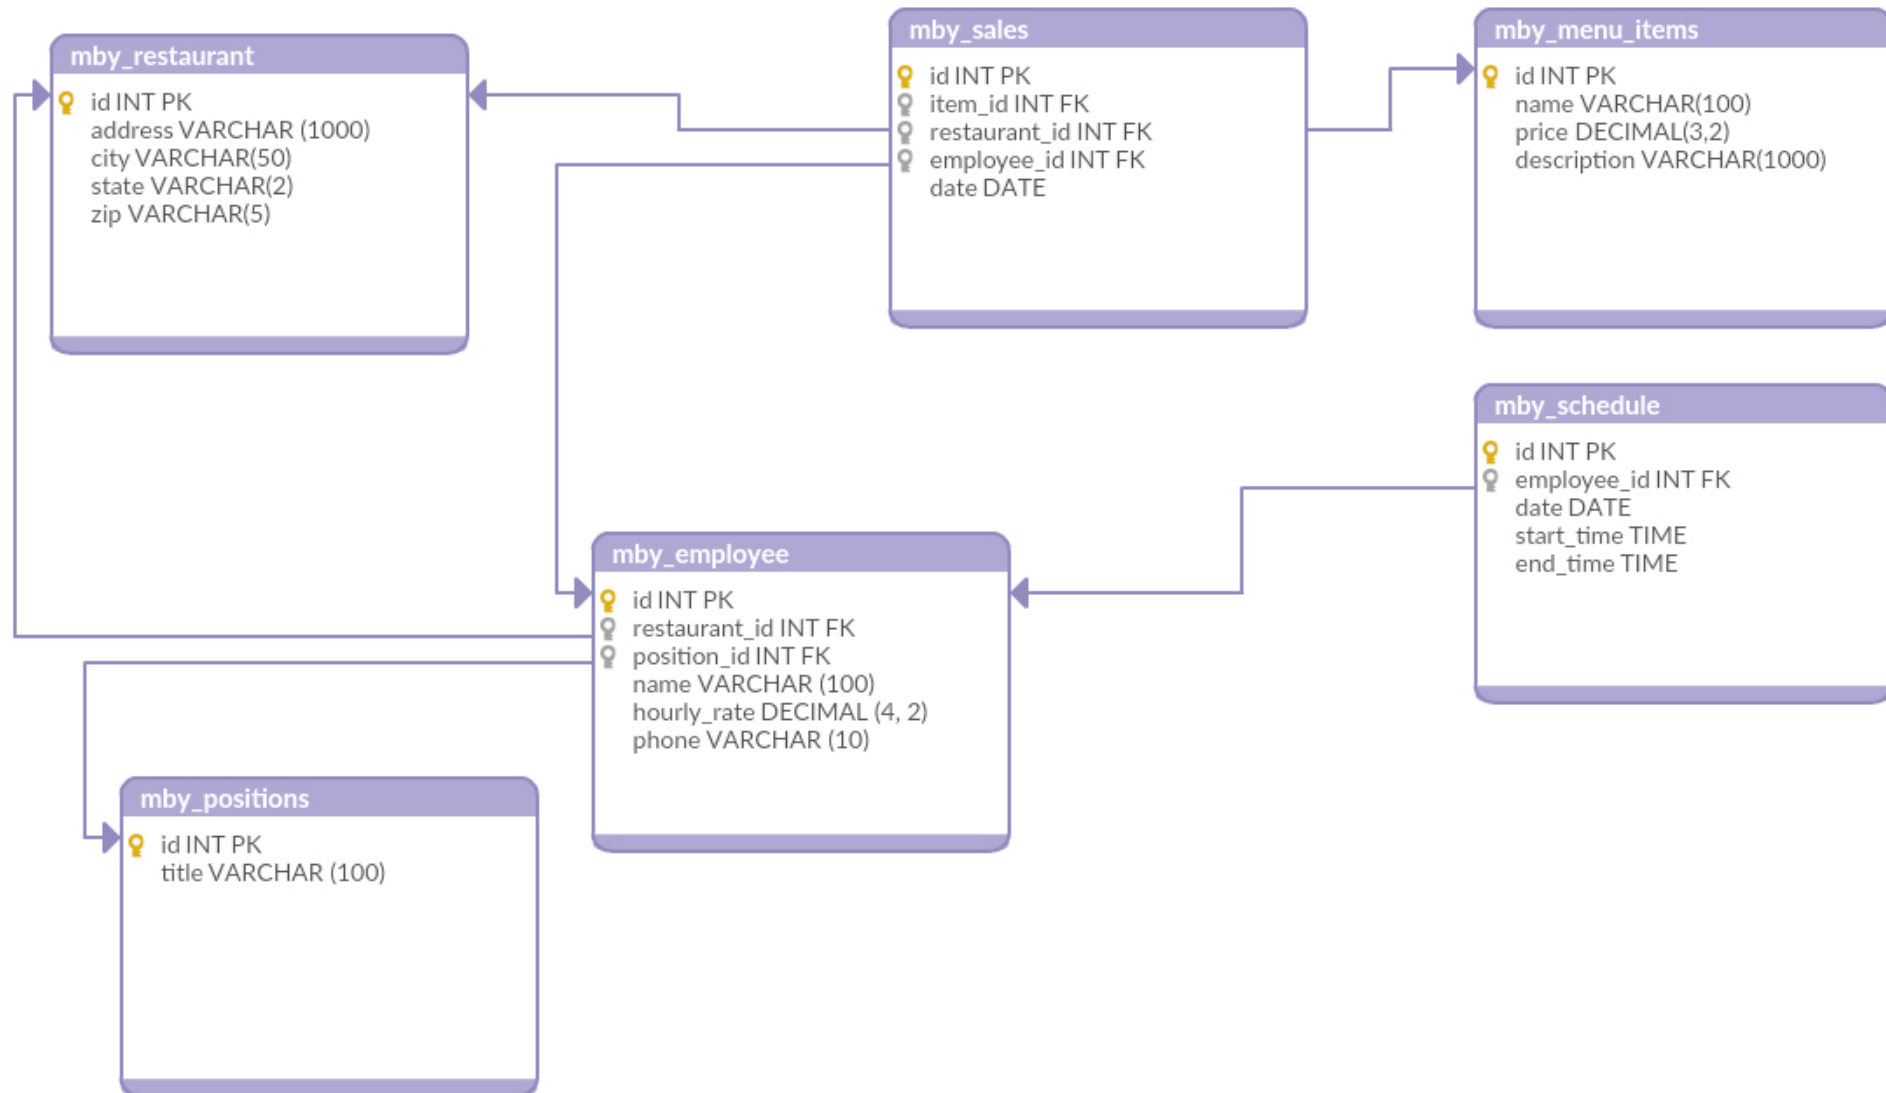 mby_restaurant
id INT PK
address VARCHAR (1000)
city VARCHAR(50)
state VARCHAR(2)
zip VARCHAR(5)
mby_sales
id INT PK
item_id INT FK
restaurant_id INT FK
employee_id INT FK
date DATE
mby_menu_items
id INT PK
name VARCHAR(100)
price DECIMAL(3,2)
description VARCHAR(1000)
mby_schedule
id INT PK
employee_id INT FK
date DATE
start_time TIME
end_time TIME
mby_employee
id INT PK
restaurant_id INT FK
position_id INT FK
name VARCHAR (100)
hourly_rate DECIMAL (4, 2)
phone VARCHAR (10)
mby_positions
id INT PK
title VARCHAR (100)